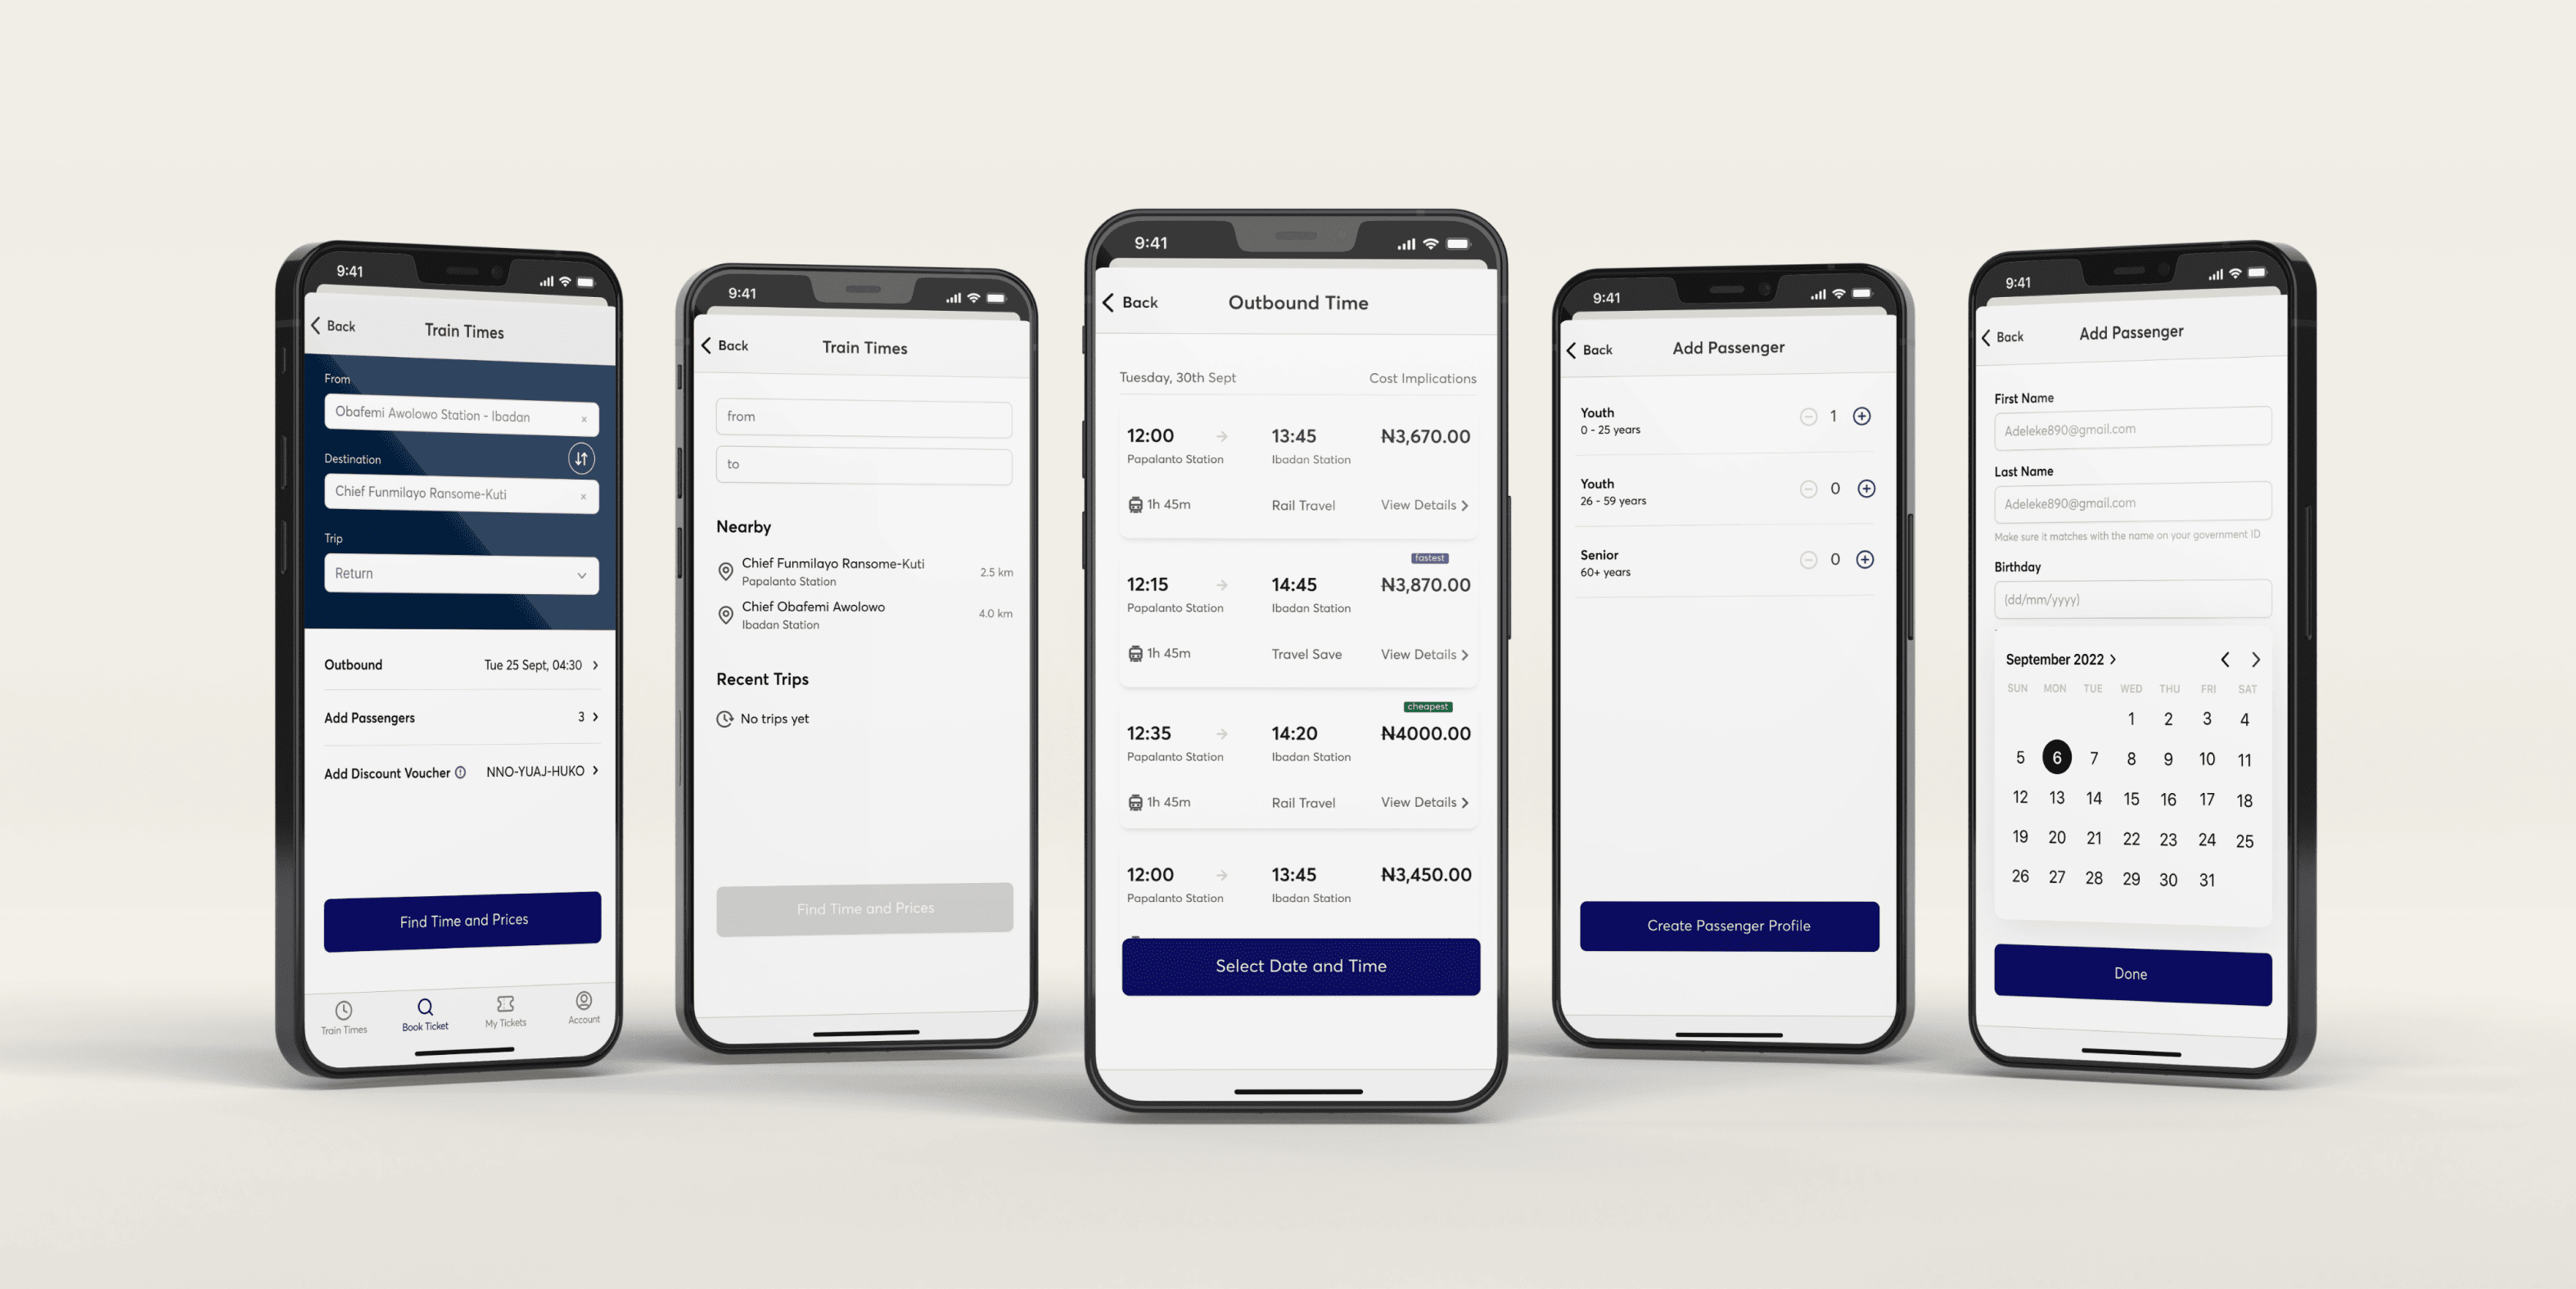 9:41
Back
Train Times
From
Obafemi Awolowo Station - Ibadan ×
Destination
Chief Funmilayo Ransome-Kuti ×
Trip
Return
Outbound Tue 25 Sept, 04:30
Add Passengers 3
Add Discount Voucher NNO-YUAJ-HUKO
Find Time and Prices
Train Times Book Ticket My Tickets Account
9:41
Back
Train Times
from
to
Nearby
Chief Funmilayo Ransome-Kuti
Papalanto Station 2.5 km
Chief Obafemi Awolowo
Ibadan Station 4.0 km
Recent Trips
No trips yet
Find Time and Prices
9:41
Back
Outbound Time
Tuesday, 30th Sept Cost Implications
12:00 → 13:45 ₦3,670.00
Papalanto Station Ibadan Station
1h 45m Rail Travel View Details >
fastest
12:15 → 14:45 ₦3,870.00
Papalanto Station Ibadan Station
1h 45m Travel Save View Details >
cheapest
12:35 → 14:20 ₦4000.00
Papalanto Station Ibadan Station
1h 45m Rail Travel View Details >
12:00 → 13:45 ₦3,450.00
Papalanto Station Ibadan Station
Select Date and Time
9:41
Back
Add Passenger
Youth
0 - 25 years 1
Youth
26 - 59 years 0
Senior
60+ years 0
Create Passenger Profile
9:41
Back
Add Passenger
First Name
Adeleke890@gmail.com
Last Name
Adeleke890@gmail.com
Make sure it matches with the name on your government ID
Birthday
(dd/mm/yyyy)
September 2022 >
SUN MON TUE WED THU FRI SAT
1 2 3 4
5 6 7 8 9 10 11
12 13 14 15 16 17 18
19 20 21 22 23 24 25
26 27 28 29 30 31
Done